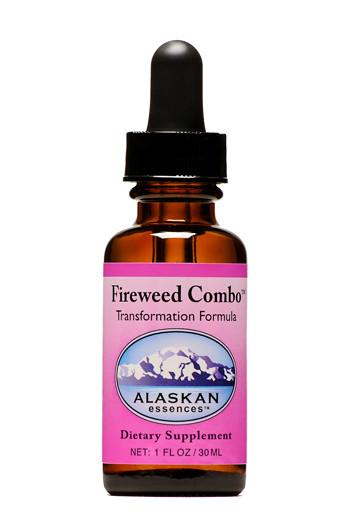 Fireweed Combo™
Transformation Formula
ALASKAN
essences™
Dietary Supplement
NET: 1 FL OZ / 30 ML